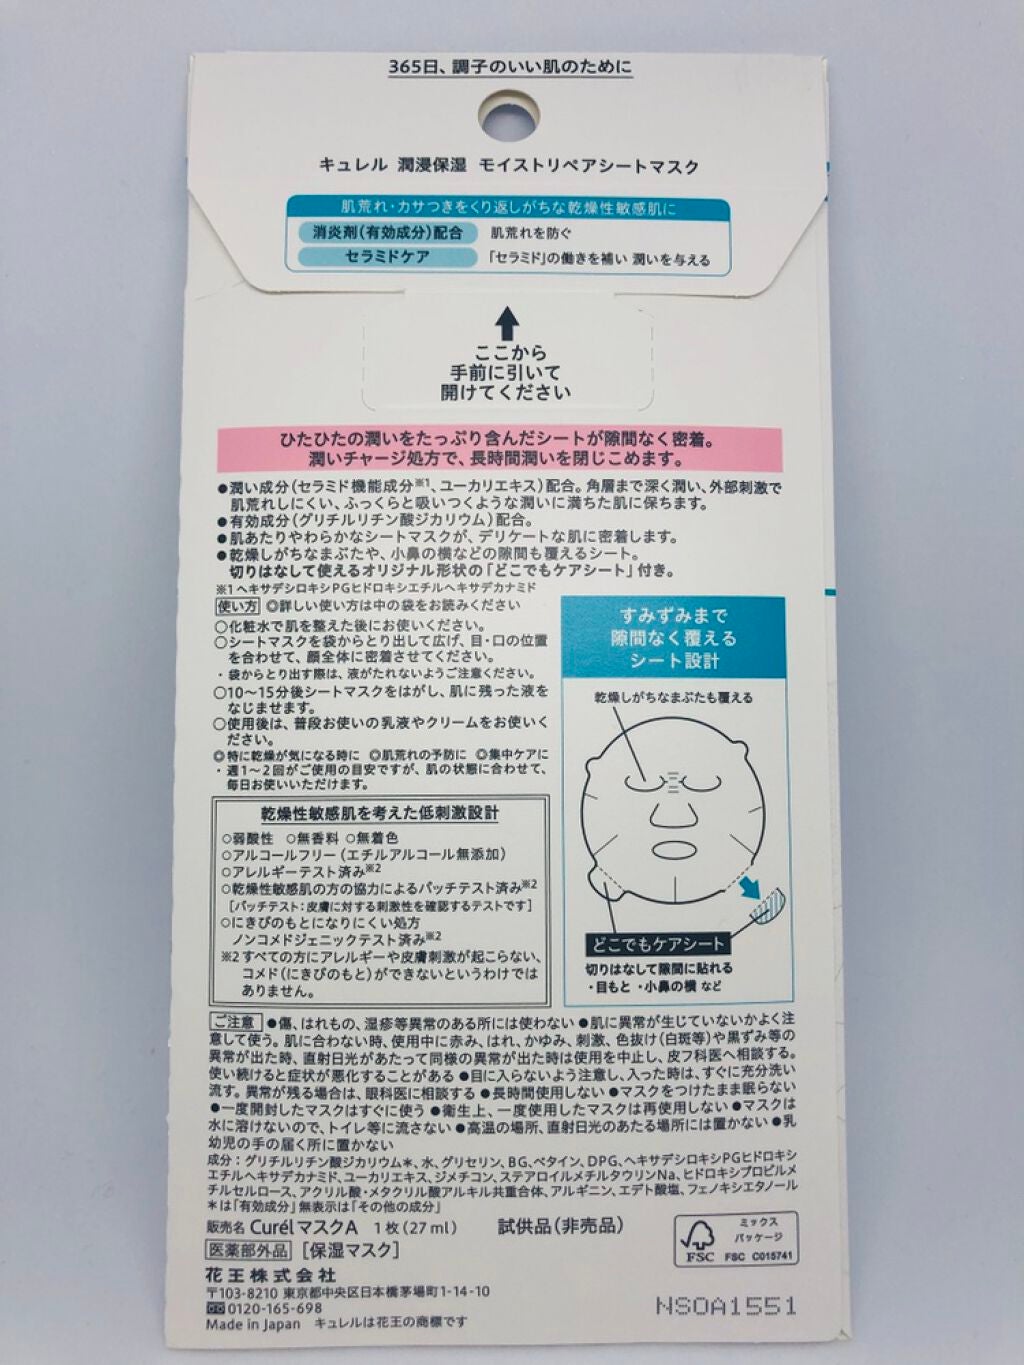 365日、調子のいい肌のために
キュレル 潤浸保湿 モイストリペアシートマスク
肌荒れ・カサつきをくり返しがちな乾燥性敏感肌に
消炎剤(有効成分)配合 肌荒れを防ぐ
セラミドケア 「セラミド」の働きを補い 潤いを与える
ここから
手前に引いて
開けてください
ひたひたの潤いをたっぷり含んだシートが隙間なく密着。
潤いチャージ処方で、長時間潤いを閉じこめます。
●潤い成分(セラミド機能成分※1、ユーカリエキス)配合。角層まで深く潤い、外部刺激で
肌荒れしにくい、ふっくらと吸いつくような潤いに満ちた肌に保ちます。
●有効成分(グリチルリチン酸ジカリウム)配合。
●肌あたりやわらかなシートマスクが、デリケートな肌に密着します。
●乾燥しがちなまぶたや、小鼻の横などの隙間も覆えるシート。
切りはなして使えるオリジナル形状の「どこでもケアシート」付き。
※1ヘキサデシロキシPGヒドロキシエチルヘキサデカナミド
使い方 ◎詳しい使い方は中の袋をお読みください
○化粧水で肌を整えた後にお使いください。
○シートマスクを袋からとり出して広げ、目・口の位置
を合わせて、顔全体に密着させてください。
・袋からとり出す際は、液がたれないようご注意ください。
○10〜15分後シートマスクをはがし、肌に残った液を
なじませます。
○使用後は、普段お使いの乳液やクリームをお使いく
ださい。
◎特に乾燥が気になる時に ◎肌荒れの予防に ◎集中ケアに
・週1〜2回がご使用の目安ですが、肌の状態に合わせて、
毎日お使いいただけます。
すみずみまで
隙間なく覆える
シート設計
乾燥しがちなまぶたも覆える
どこでもケアシート
切りはなして隙間に貼れる
・目もと ・小鼻の横 など
乾燥性敏感肌を考えた低刺激設計
○弱酸性 ○無香料 ○無着色
○アルコールフリー(エチルアルコール無添加)
○アレルギーテスト済み※2
○乾燥性敏感肌の方の協力によるパッチテスト済み※2
[パッチテスト:皮膚に対する刺激性を確認するテストです]
○にきびのもとになりにくい処方
ノンコメドジェニックテスト済み※2
※2すべての方にアレルギーや皮膚刺激が起こらない、
コメド(にきびのもと)ができないというわけでは
ありません。
ご注意 ●傷、はれもの、湿疹等異常のある所には使わない ●肌に異常が生じていないかよく注
意して使う。肌に合わない時、使用中に赤み、はれ、かゆみ、刺激、色抜け(白斑等)や黒ずみ等の
異常が出た時、直射日光があたって同様の異常が出た時は使用を中止し、皮フ科医へ相談する。
使い続けると症状が悪化することがある ●目に入らないよう注意し、入った時は、すぐに充分洗い
流す。異常が残る場合は、眼科医に相談する ●長時間使用しない ●マスクをつけたまま眠らない
●一度開封したマスクはすぐに使う ●衛生上、一度使用したマスクは再使用しない ●マスクは
水に溶けないので、トイレ等に流さない ●高温の場所、直射日光のあたる場所には置かない ●乳
幼児の手の届く所に置かない
成分:グリチルリチン酸ジカリウム*、水、グリセリン、BG、ベタイン、DPG、ヘキサデシロキシPGヒドロキシ
エチルヘキサデカナミド、ユーカリエキス、ジメチコン、ステアロイルメチルタウリンNa、ヒドロキシプロピルメ
チルセルロース、アクリル酸・メタクリル酸アルキル共重合体、アルギニン、エデト酸塩、フェノキシエタノール
*は「有効成分」無表示は「その他の成分」
販売名 CurélマスクA 1枚(27ml) 試供品(非売品)
医薬部外品 [保湿マスク]
花王株式会社
〒103-8210 東京都中央区日本橋茅場町1-14-10
0120-165-698
Made in Japan キュレルは花王の商標です
ミックス
パッケージ
FSC FSC C015741
NSOA1551